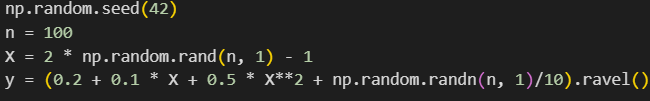 np.random.seed(42)
n = 100
X = 2 * np.random.rand(n, 1) - 1
y = (0.2 + 0.1 * X + 0.5 * X**2 + np.random.randn(n, 1)/10).ravel()